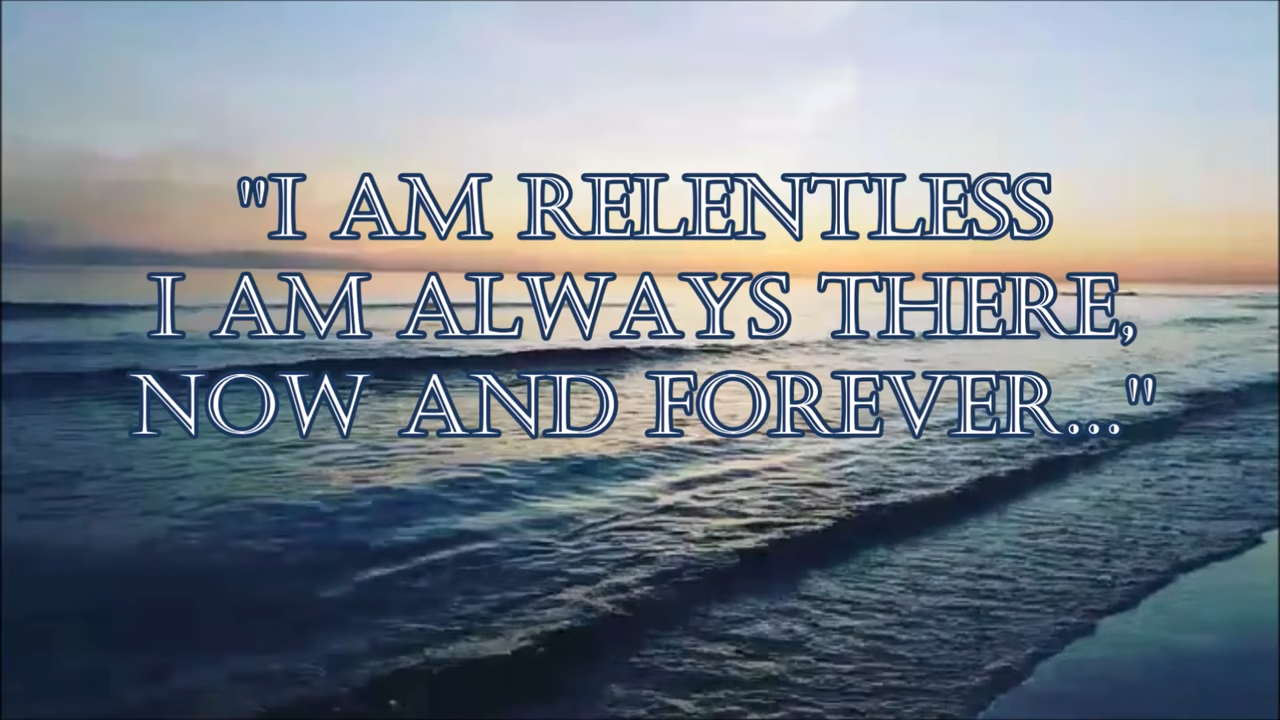 "I AM RELENTLESS
I AM ALWAYS THERE,
NOW AND FOREVER..."